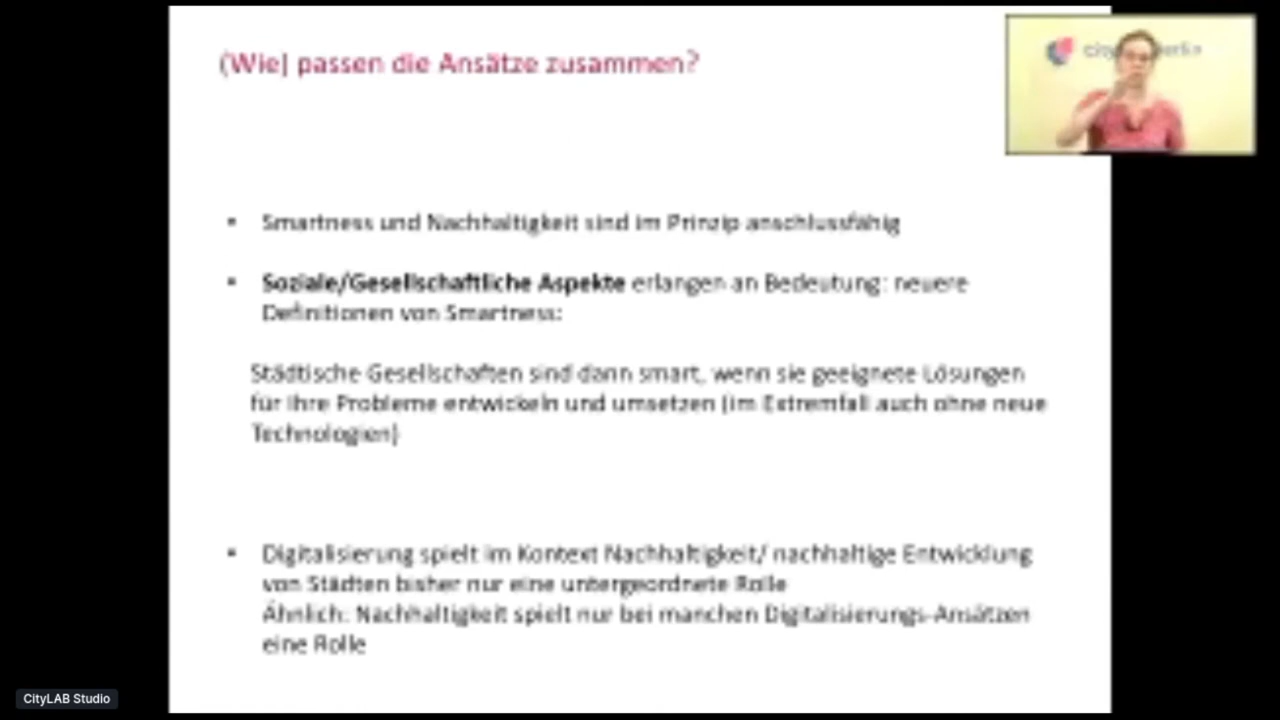 (Wie) passen die Ansätze zusammen?
• Smartness und Nachhaltigkeit sind im Prinzip anschlussfähig
• Soziale/Gesellschaftliche Aspekte erlangen an Bedeutung: neuere
Definitionen von Smartness:
Städtische Gesellschaften sind dann smart, wenn sie geeignete Lösungen
für ihre Probleme entwickeln und umsetzen (im Extremfall auch ohne neue
Technologien)
• Digitalisierung spielt im Kontext Nachhaltigkeit/ nachhaltige Entwicklung
von Städten bisher nur eine untergeordnete Rolle
Ähnlich: Nachhaltigkeit spielt nur bei manchen Digitalisierungs-Ansätzen
eine Rolle
CityLAB Studio